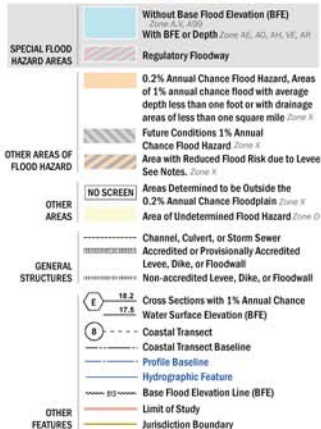 Without Base Flood Elevation (BFE)
Zone A,V, A99
With BFE or Depth Zone AE, AO, AH, VE, AR
SPECIAL FLOOD
HAZARD AREAS
Regulatory Floodway
0.2% Annual Chance Flood Hazard, Areas
of 1% annual chance flood with average
depth less than one foot or with drainage
areas of less than one square mile Zone X
Future Conditions 1% Annual
Chance Flood Hazard Zone X
OTHER AREAS OF
FLOOD HAZARD
Area with Reduced Flood Risk due to Levee
See Notes. Zone X
NO SCREEN
Areas Determined to be Outside the
0.2% Annual Chance Floodplain Zone X
OTHER
AREAS
Area of Undetermined Flood Hazard Zone D
Channel, Culvert, or Storm Sewer
Accredited or Provisionally Accredited
Levee, Dike, or Floodwall
GENERAL
STRUCTURES
Non-accredited Levee, Dike, or Floodwall
E 18.2 Cross Sections with 1% Annual Chance
17.5 Water Surface Elevation (BFE)
8 Coastal Transect
Coastal Transect Baseline
Profile Baseline
Hydrographic Feature
513 Base Flood Elevation Line (BFE)
OTHER
FEATURES
Limit of Study
Jurisdiction Boundary